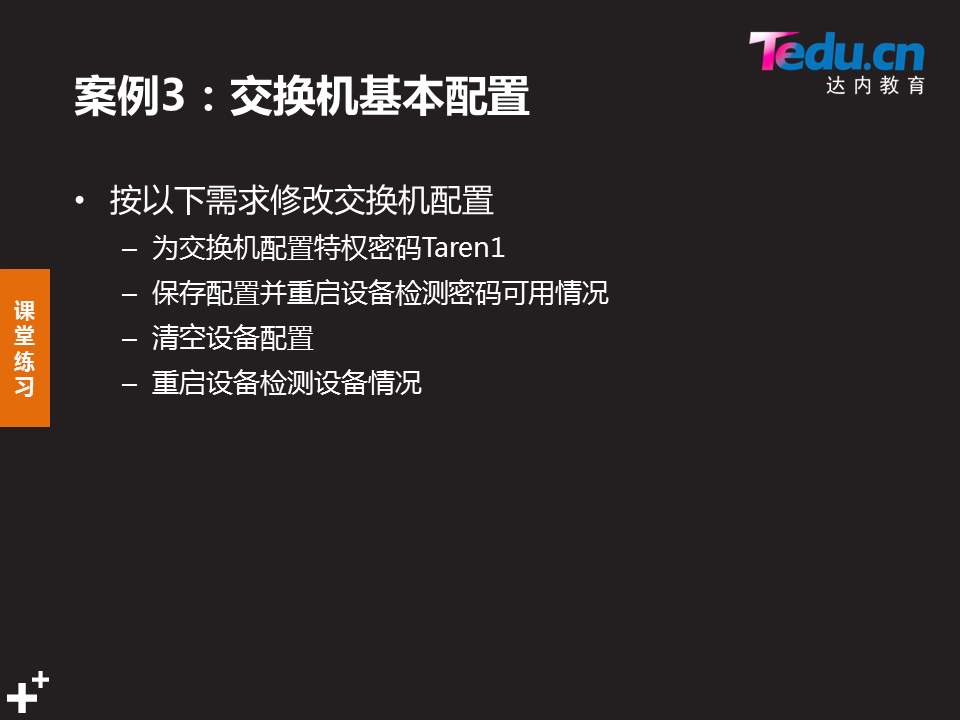 Tedu.cn
达内教育
案例3：交换机基本配置
• 按以下需求修改交换机配置
– 为交换机配置特权密码Taren1
– 保存配置并重启设备检测密码可用情况
– 清空设备配置
– 重启设备检测设备情况
课
堂
练
习